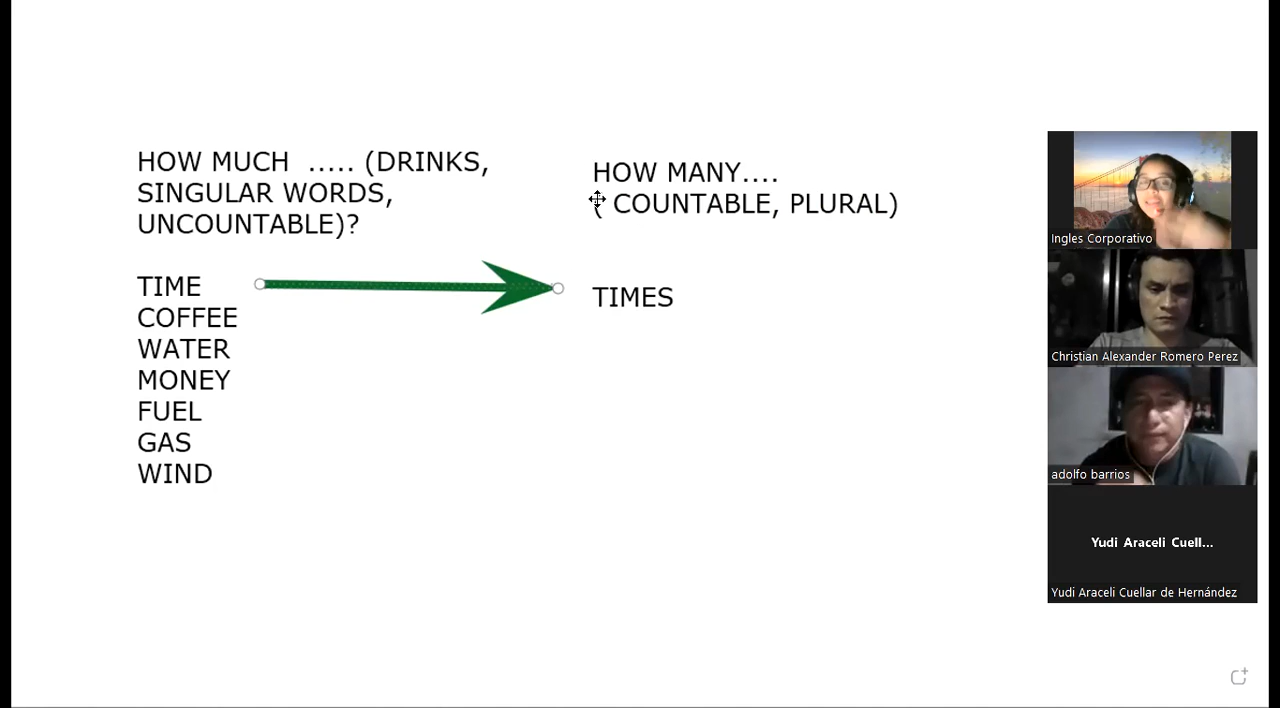 HOW MUCH ..... (DRINKS,
SINGULAR WORDS,
UNCOUNTABLE)?
TIME
COFFEE
WATER
MONEY
FUEL
GAS
WIND
HOW MANY....
( COUNTABLE, PLURAL)
TIMES
Ingles Corporativo
Christian Alexander Romero Perez
adolfo barrios
Yudi Araceli Cuell...
Yudi Araceli Cuellar de Hernández